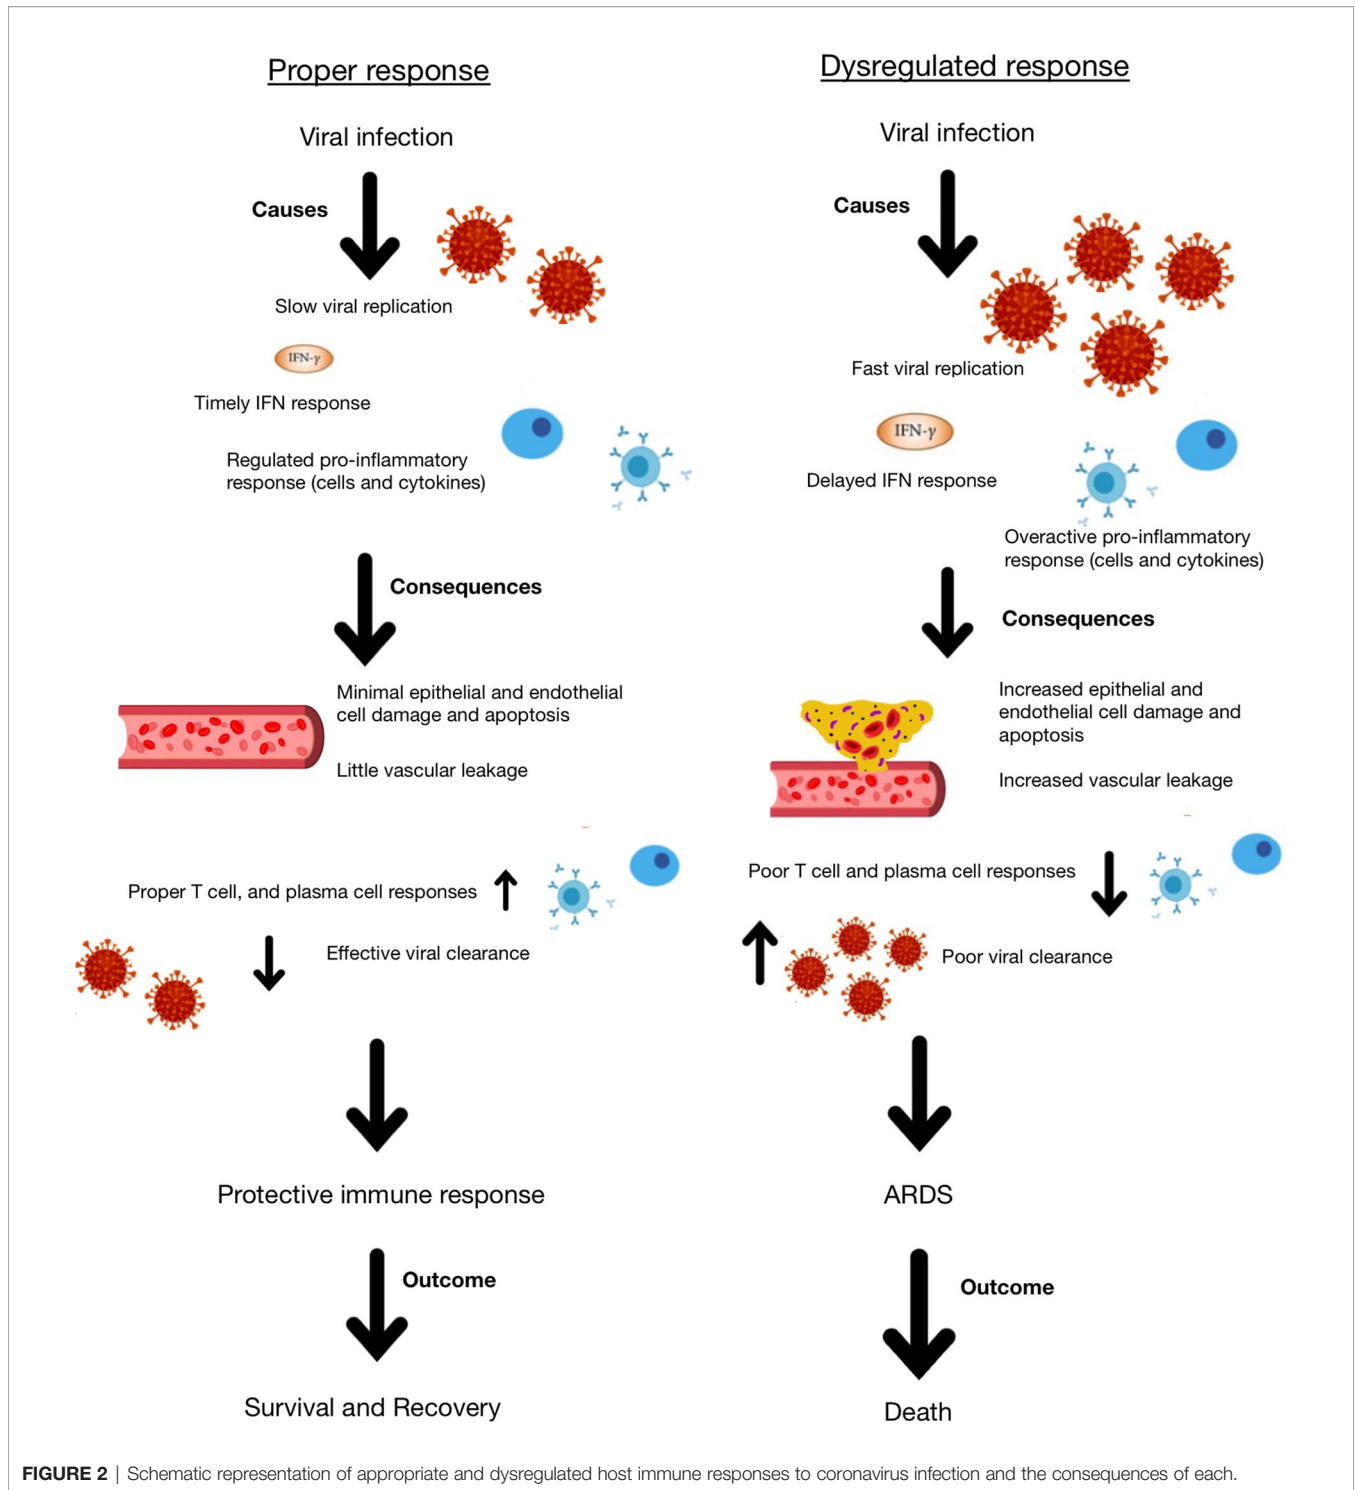 Proper response
Viral infection
Causes
Slow viral replication
IFN-γ
Timely IFN response
Regulated pro-inflammatory
response (cells and cytokines)
Consequences
Minimal epithelial and endothelial
cell damage and apoptosis
Little vascular leakage
Proper T cell, and plasma cell responses
Effective viral clearance
Protective immune response
Outcome
Survival and Recovery
Dysregulated response
Viral infection
Causes
Fast viral replication
IFN-γ
Delayed IFN response
Overactive pro-inflammatory
response (cells and cytokines)
Consequences
Increased epithelial and
endothelial cell damage and
apoptosis
Increased vascular leakage
Poor T cell and plasma cell responses
Poor viral clearance
ARDS
Outcome
Death
FIGURE 2 | Schematic representation of appropriate and dysregulated host immune responses to coronavirus infection and the consequences of each.